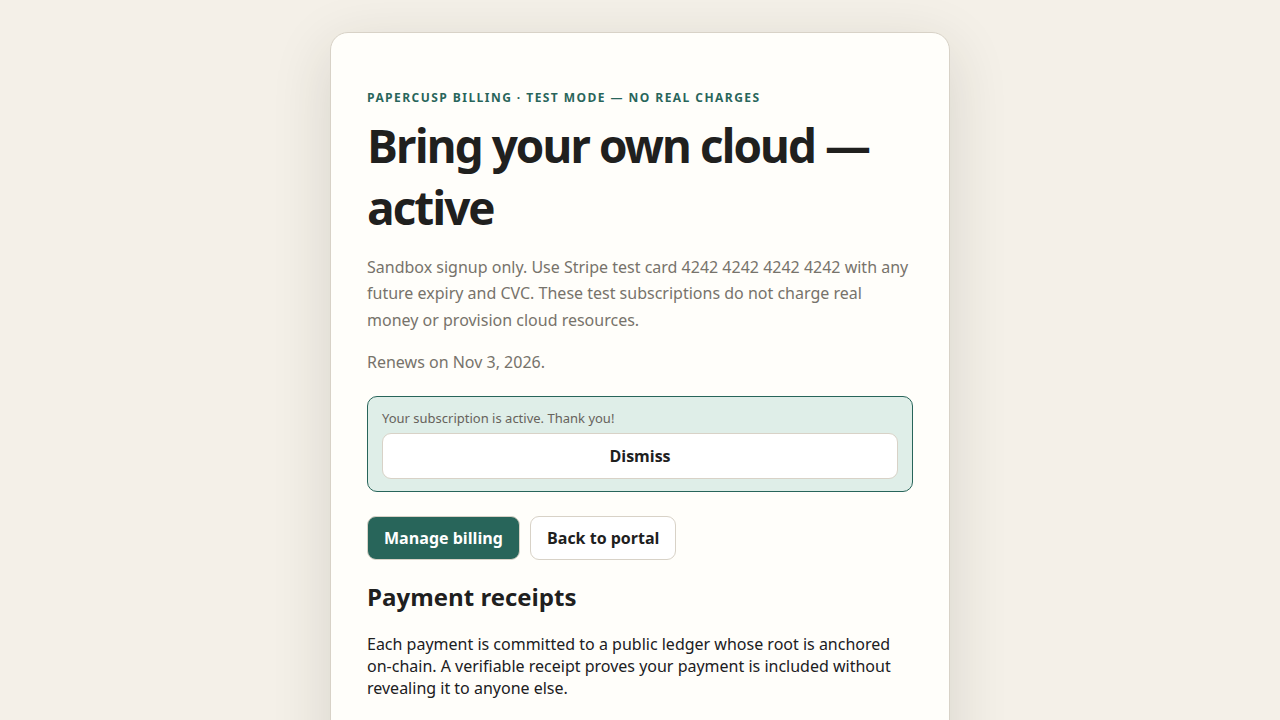 PAPERCUSP BILLING · TEST MODE — NO REAL CHARGES
Bring your own cloud —
active
Sandbox signup only. Use Stripe test card 4242 4242 4242 4242 with any
future expiry and CVC. These test subscriptions do not charge real
money or provision cloud resources.
Renews on Nov 3, 2026.
Your subscription is active. Thank you!
Dismiss
Manage billing
Back to portal
Payment receipts
Each payment is committed to a public ledger whose root is anchored
on-chain. A verifiable receipt proves your payment is included without
revealing it to anyone else.